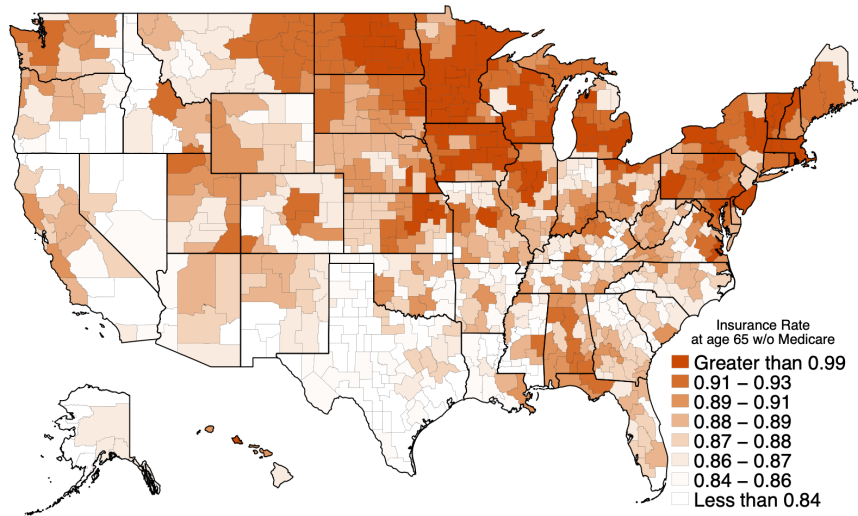 Insurance Rate
at age 65 w/o Medicare
Greater than 0.99
0.91 – 0.93
0.89 – 0.91
0.88 – 0.89
0.87 – 0.88
0.86 – 0.87
0.84 – 0.86
Less than 0.84